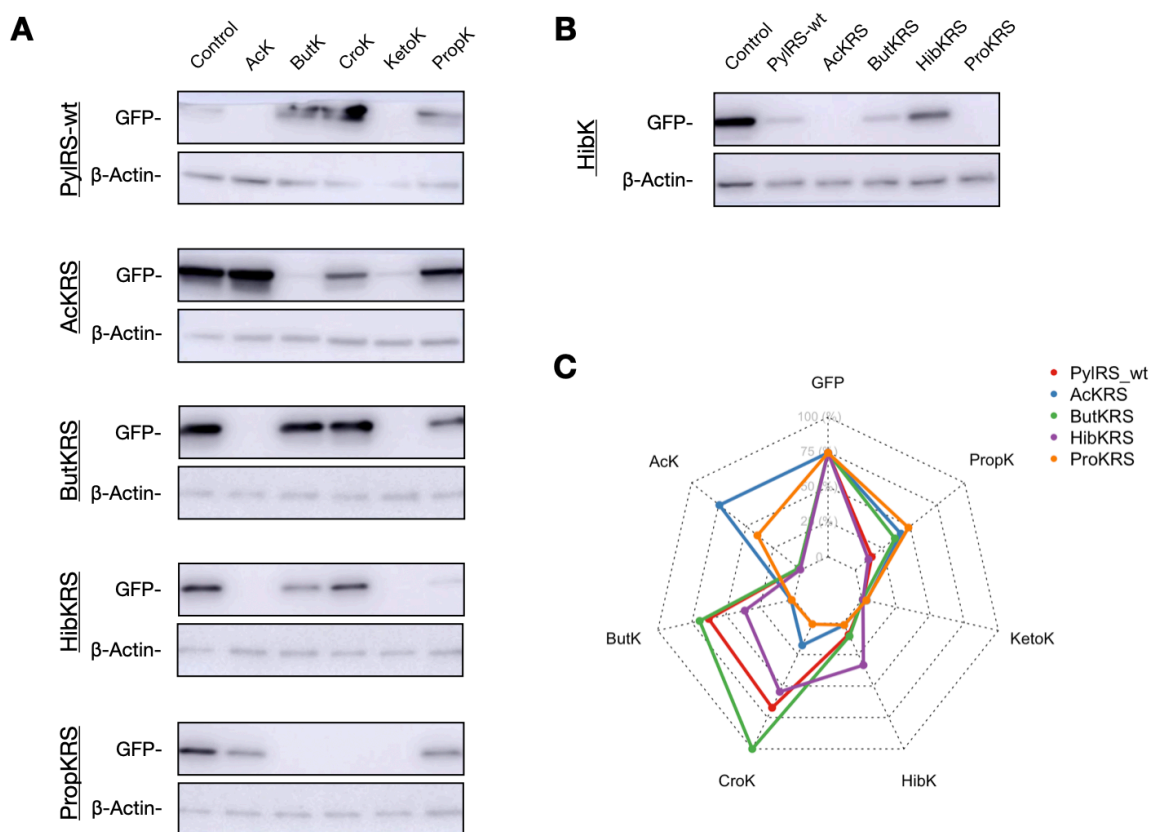 A
Control AcK ButK CroK KetoK PropK
PylRS-wt
GFP-
β-Actin-
AcKRS
GFP-
β-Actin-
ButKRS
GFP-
β-Actin-
HibKRS
GFP-
β-Actin-
PropKRS
GFP-
β-Actin-
B
Control PylRS-wt AcKRS ButKRS HibKRS ProKRS
HibK
GFP-
β-Actin-
C
PylRS_wt
AcKRS
ButKRS
HibKRS
ProKRS
GFP
100 (%)
AcK
PropK
0
ButK
KetoK
CroK
HibK